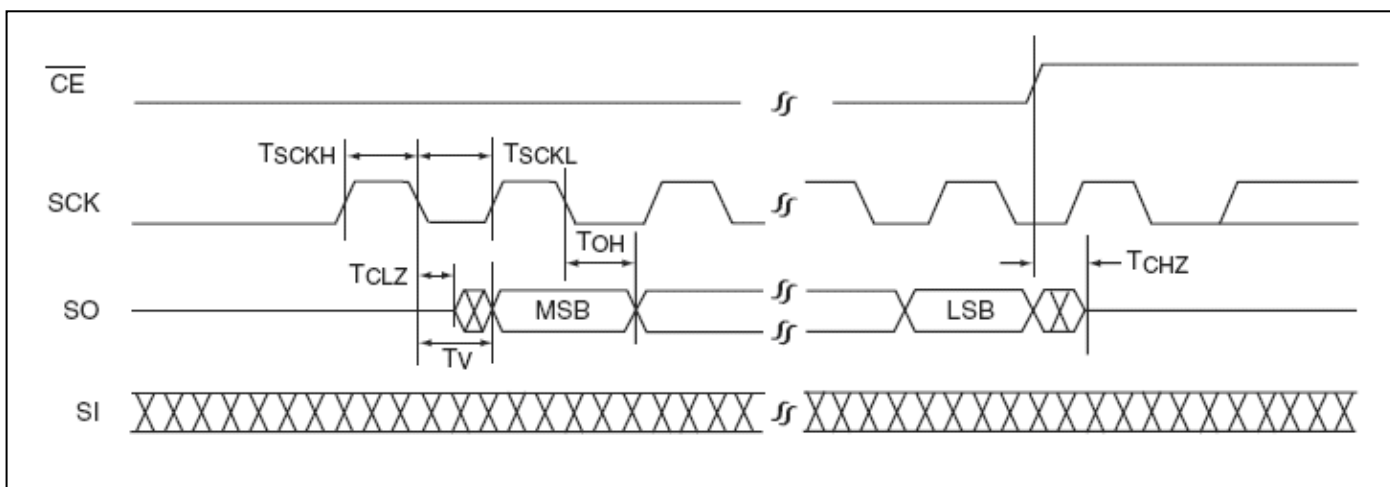 CE
TSCKH
TSCKL
SCK
TOH
TCLZ
TCHZ
SO
MSB
LSB
TV
SI